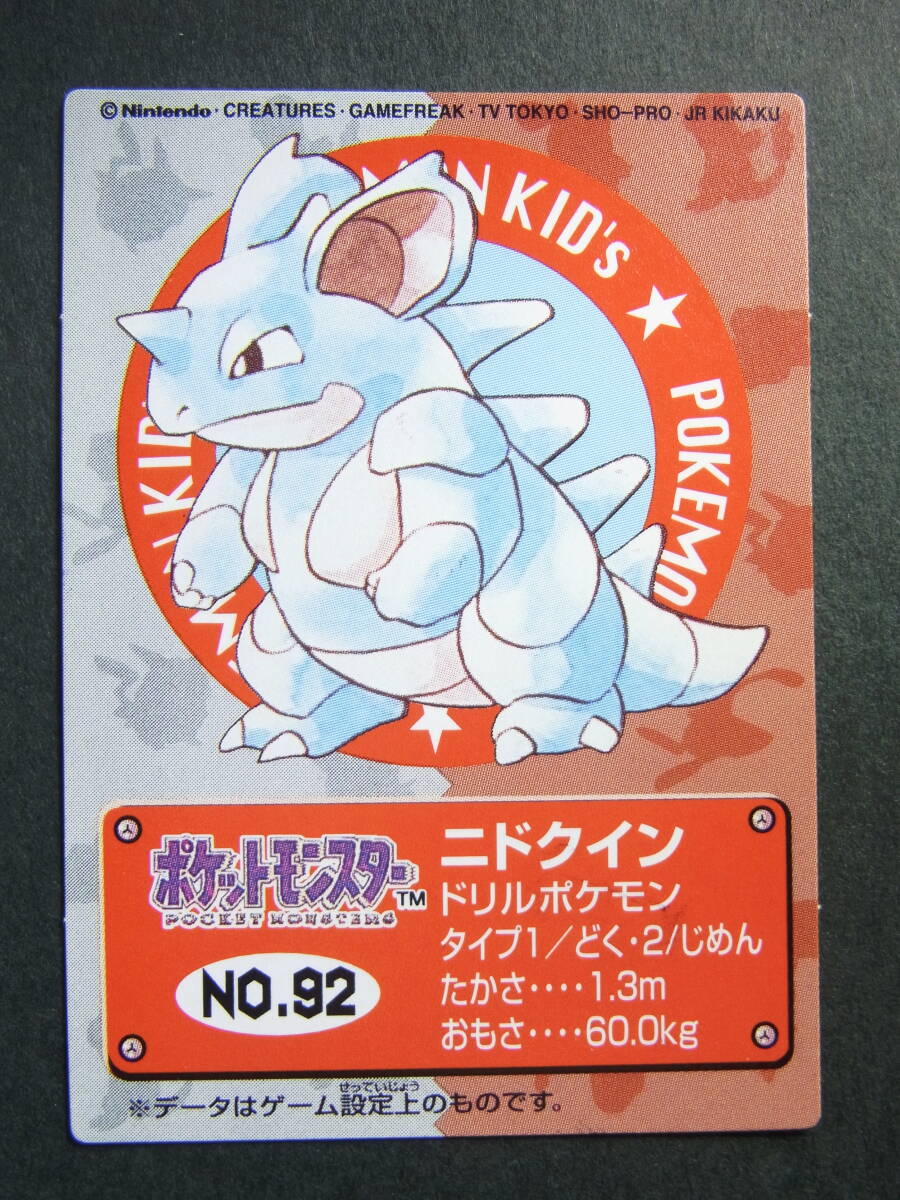 ©Nintendo・CREATURES・GAMEFREAK・TV TOKYO・SHO-PRO・JR KIKAKU
MON KID's ★ POKEMO
MON KID
★
ポケットモンスター TM
POCKET MONSTERS
NO.92
ニドクイン
ドリルポケモン
タイプ1／どく・2/じめん
たかさ‥‥1.3m
おもさ‥‥60.0kg
せっていじょう
※データはゲーム設定上のものです。